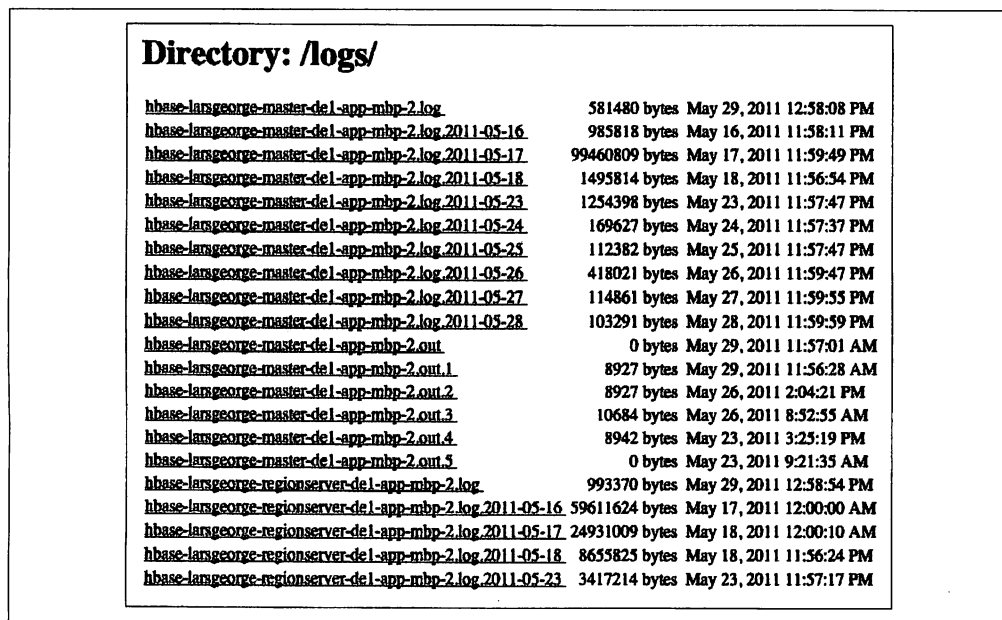 Directory: /logs/
hbase-larsgeorge-master-de1-app-mbp-2.log 581480 bytes May 29, 2011 12:58:08 PM
hbase-larsgeorge-master-de1-app-mbp-2.log.2011-05-16 985818 bytes May 16, 2011 11:58:11 PM
hbase-larsgeorge-master-de1-app-mbp-2.log.2011-05-17 99460809 bytes May 17, 2011 11:59:49 PM
hbase-larsgeorge-master-de1-app-mbp-2.log.2011-05-18 1495814 bytes May 18, 2011 11:56:54 PM
hbase-larsgeorge-master-de1-app-mbp-2.log.2011-05-23 1254398 bytes May 23, 2011 11:57:47 PM
hbase-larsgeorge-master-de1-app-mbp-2.log.2011-05-24 169627 bytes May 24, 2011 11:57:37 PM
hbase-larsgeorge-master-de1-app-mbp-2.log.2011-05-25 112382 bytes May 25, 2011 11:57:47 PM
hbase-larsgeorge-master-de1-app-mbp-2.log.2011-05-26 418021 bytes May 26, 2011 11:59:47 PM
hbase-larsgeorge-master-de1-app-mbp-2.log.2011-05-27 114861 bytes May 27, 2011 11:59:55 PM
hbase-larsgeorge-master-de1-app-mbp-2.log.2011-05-28 103291 bytes May 28, 2011 11:59:59 PM
hbase-larsgeorge-master-de1-app-mbp-2.out 0 bytes May 29, 2011 11:57:01 AM
hbase-larsgeorge-master-de1-app-mbp-2.out.1 8927 bytes May 29, 2011 11:56:28 AM
hbase-larsgeorge-master-de1-app-mbp-2.out.2 8927 bytes May 26, 2011 2:04:21 PM
hbase-larsgeorge-master-de1-app-mbp-2.out.3 10684 bytes May 26, 2011 8:52:55 AM
hbase-larsgeorge-master-de1-app-mbp-2.out.4 8942 bytes May 23, 2011 3:25:19 PM
hbase-larsgeorge-master-de1-app-mbp-2.out.5 0 bytes May 23, 2011 9:21:35 AM
hbase-larsgeorge-regionserver-de1-app-mbp-2.log 993370 bytes May 29, 2011 12:58:54 PM
hbase-larsgeorge-regionserver-de1-app-mbp-2.log.2011-05-16 59611624 bytes May 17, 2011 12:00:00 AM
hbase-larsgeorge-regionserver-de1-app-mbp-2.log.2011-05-17 24931009 bytes May 18, 2011 12:00:10 AM
hbase-larsgeorge-regionserver-de1-app-mbp-2.log.2011-05-18 8655825 bytes May 18, 2011 11:56:24 PM
hbase-larsgeorge-regionserver-de1-app-mbp-2.log.2011-05-23 3417214 bytes May 23, 2011 11:57:17 PM